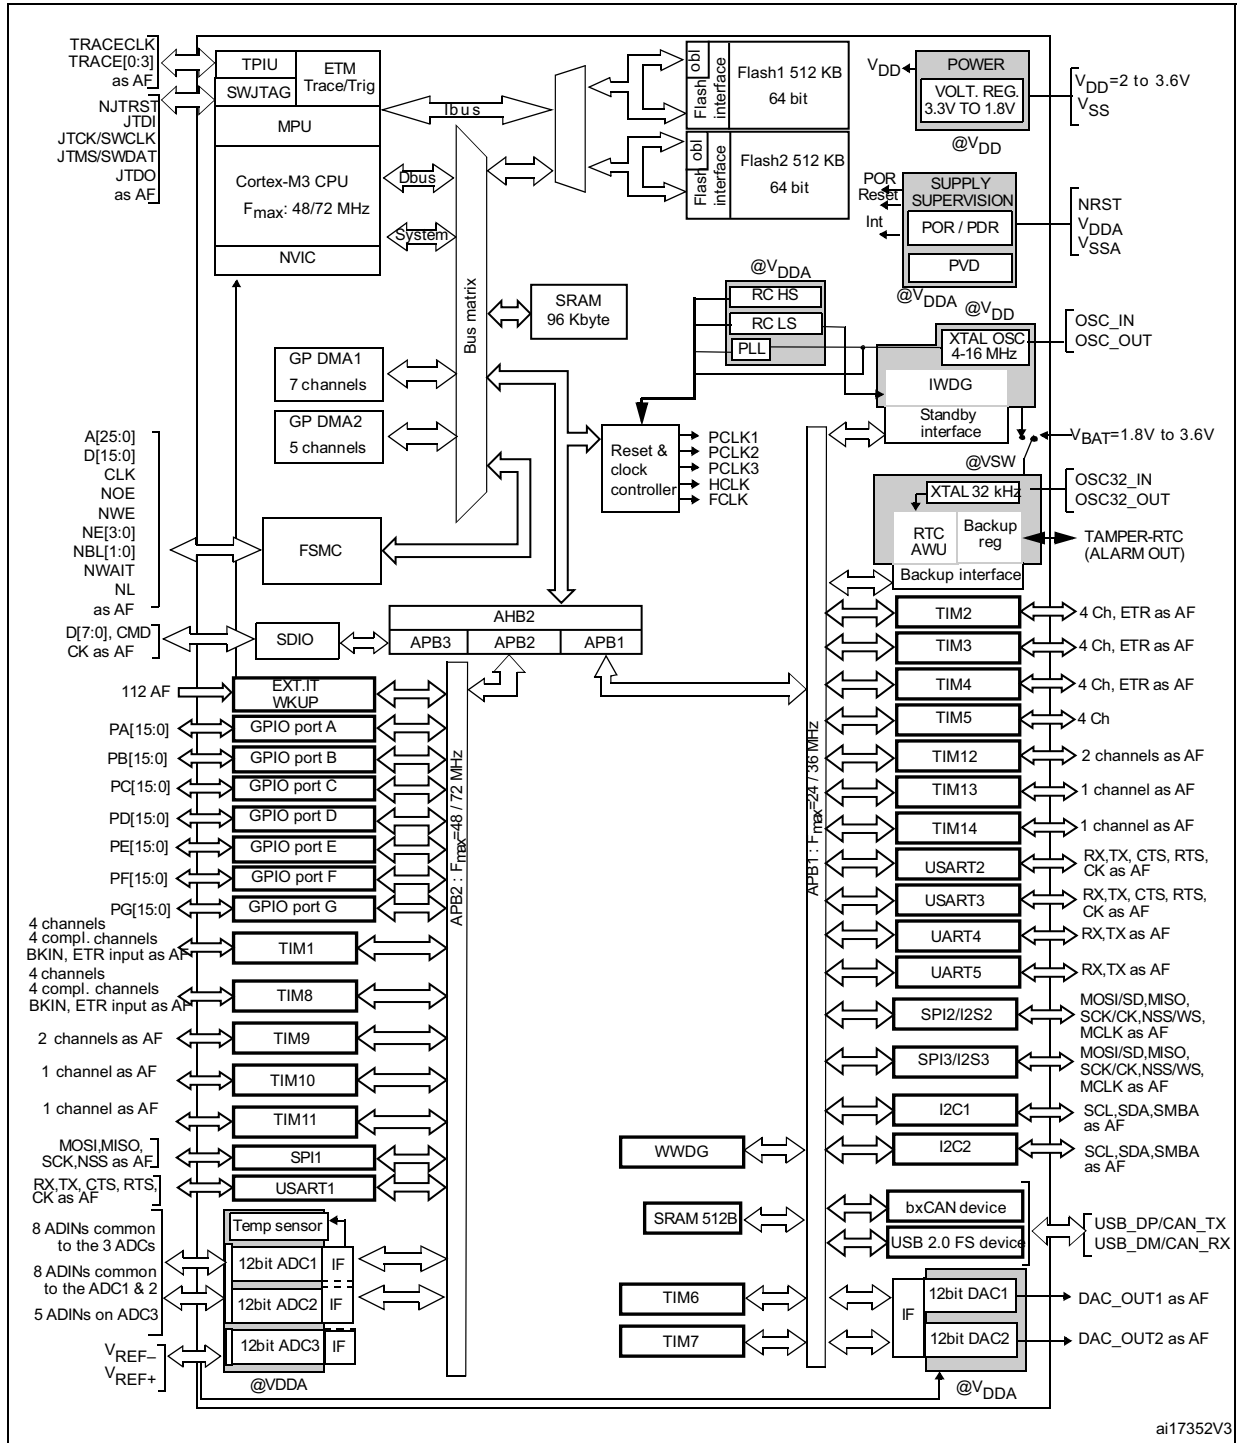 TRACECLK
TRACE[0:3]
as AF
NJTRST
JTDI
JTCK/SWCLK
JTMS/SWDAT
JTDO
as AF
TPIU
SWJTAG
ETM
Trace/Trig
MPU
Cortex-M3 CPU
Fmax: 48/72 MHz
NVIC
Ibus
Dbus
System
Bus matrix
Flash interface
obl
Flash1 512 KB
64 bit
Flash interface
obl
Flash2 512 KB
64 bit
VDD
POWER
VOLT. REG.
3.3V TO 1.8V
@VDD
VDD=2 to 3.6V
VSS
POR
Reset
Int
SUPPLY
SUPERVISION
POR / PDR
PVD
@VDDA
NRST
VDDA
VSSA
@VDDA
RC HS
RC LS
PLL
@VDD
XTAL OSC
4-16 MHz
IWDG
Standby
interface
OSC_IN
OSC_OUT
VBAT=1.8V to 3.6V
@VSW
XTAL 32 kHz
RTC
AWU
Backup
reg
Backup interface
OSC32_IN
OSC32_OUT
TAMPER-RTC
(ALARM OUT)
SRAM
96 Kbyte
GP DMA1
7 channels
GP DMA2
5 channels
Reset &
clock
controller
PCLK1
PCLK2
PCLK3
HCLK
FCLK
A[25:0]
D[15:0]
CLK
NOE
NWE
NE[3:0]
NBL[1:0]
NWAIT
NL
as AF
FSMC
D[7:0], CMD
CK as AF
SDIO
AHB2
APB3
APB2
APB1
112 AF
EXT.IT
WKUP
PA[15:0]
GPIO port A
PB[15:0]
GPIO port B
PC[15:0]
GPIO port C
PD[15:0]
GPIO port D
PE[15:0]
GPIO port E
PF[15:0]
GPIO port F
PG[15:0]
GPIO port G
4 channels
4 compl. channels
BKIN, ETR input as AF
TIM1
4 channels
4 compl. channels
BKIN, ETR input as AF
TIM8
2 channels as AF
TIM9
1 channel as AF
TIM10
1 channel as AF
TIM11
MOSI,MISO,
SCK,NSS as AF
SPI1
RX,TX, CTS, RTS,
CK as AF
USART1
8 ADINs common
to the 3 ADCs
8 ADINs common
to the ADC1 & 2
5 ADINs on ADC3
VREF–
VREF+
Temp sensor
12bit ADC1
IF
12bit ADC2
IF
12bit ADC3
IF
@VDDA
APB2 : Fmax=48 / 72 MHz
APB1 : Fmax=24 / 36 MHz
WWDG
SRAM 512B
TIM6
TIM7
TIM2
4 Ch, ETR as AF
TIM3
4 Ch, ETR as AF
TIM4
4 Ch, ETR as AF
TIM5
4 Ch
TIM12
2 channels as AF
TIM13
1 channel as AF
TIM14
1 channel as AF
USART2
RX,TX, CTS, RTS,
CK as AF
USART3
RX,TX, CTS, RTS,
CK as AF
UART4
RX,TX as AF
UART5
RX,TX as AF
SPI2/I2S2
MOSI/SD,MISO,
SCK/CK,NSS/WS,
MCLK as AF
SPI3/I2S3
MOSI/SD,MISO,
SCK/CK,NSS/WS,
MCLK as AF
I2C1
SCL,SDA,SMBA
as AF
I2C2
SCL,SDA,SMBA
as AF
bxCAN device
USB 2.0 FS device
USB_DP/CAN_TX
USB_DM/CAN_RX
IF
12bit DAC1
DAC_OUT1 as AF
12bit DAC2
DAC_OUT2 as AF
@VDDA
ai17352V3